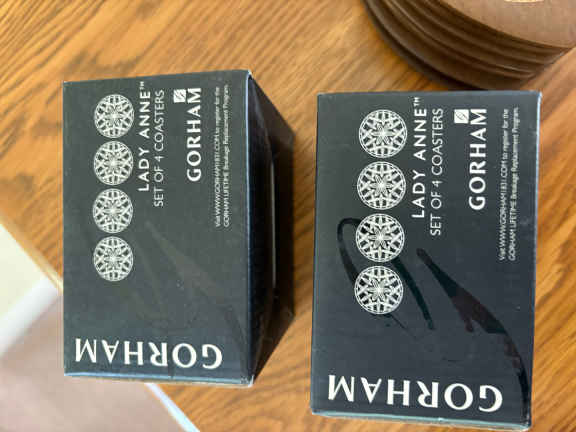 LADY ANNE™
SET OF 4 COASTERS
GORHAM
Visit WWW.GORHAM1831.COM to register for the
GORHAM LIFETIME Breakage Replacement Program.
GORHAM
LADY ANNE™
SET OF 4 COASTERS
GORHAM
Visit WWW.GORHAM1831.COM to register for the
GORHAM LIFETIME Breakage Replacement Program.
GORHAM